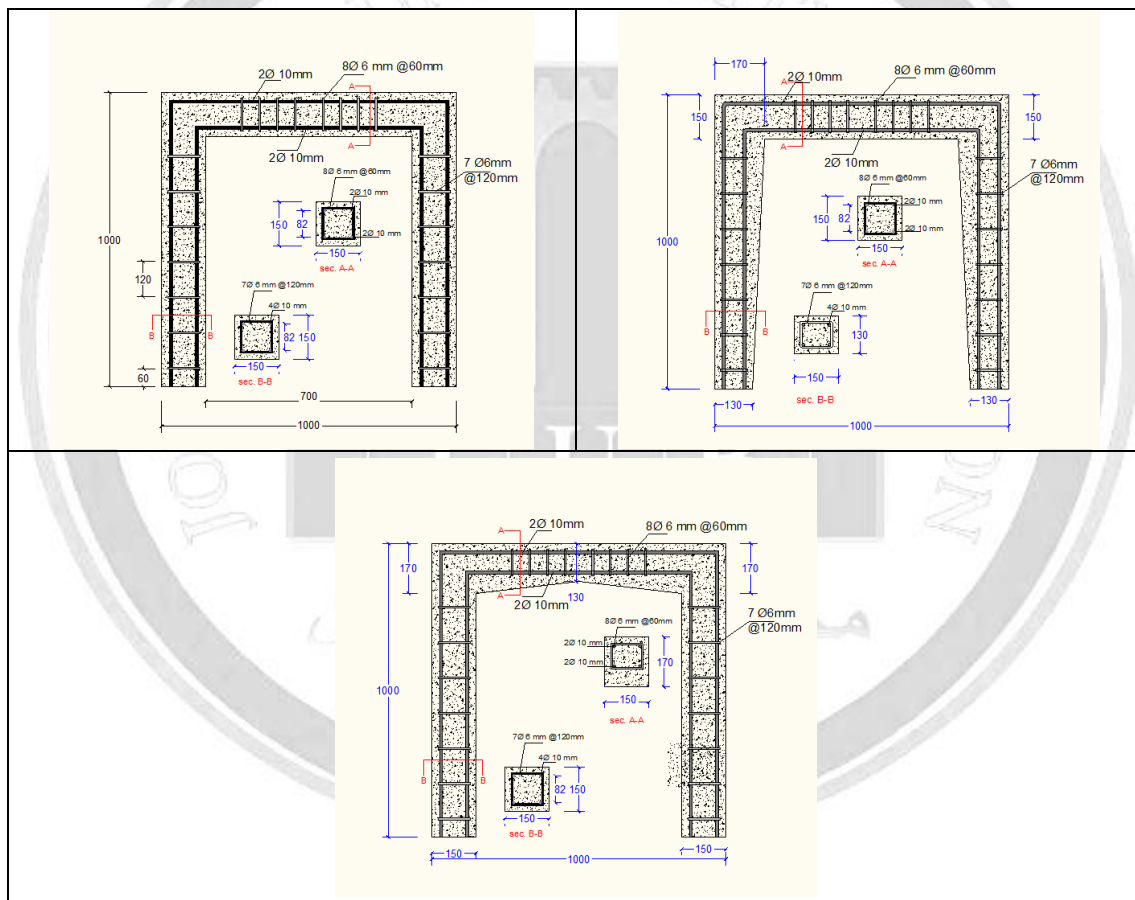 2Ø 10mm
8Ø 6 mm @60mm
A
A
2Ø 10mm
7 Ø6mm
@120mm
8Ø 6 mm @60mm
2Ø 10 mm
150
82
2Ø 10 mm
150
sec. A-A
1000
120
7Ø 6 mm @120mm
4Ø 10 mm
B
B
82
150
150
sec. B-B
60
700
1000
170
2Ø 10mm
8Ø 6 mm @60mm
A
A
150
150
2Ø 10mm
7 Ø6mm
@120mm
8Ø 6 mm @60mm
2Ø 10 mm
150
82
2Ø 10 mm
150
sec. A-A
1000
7Ø 6 mm @120mm
4Ø 10 mm
B
B
130
150
sec. B-B
130
130
1000
2Ø 10mm
8Ø 6 mm @60mm
A
A
170
170
130
2Ø 10mm
7 Ø6mm
@120mm
8Ø 6 mm @60mm
2Ø 10 mm
2Ø 10 mm
170
150
sec. A-A
1000
7Ø 6 mm @120mm
4Ø 10 mm
B
B
82
150
150
sec. B-B
150
150
1000